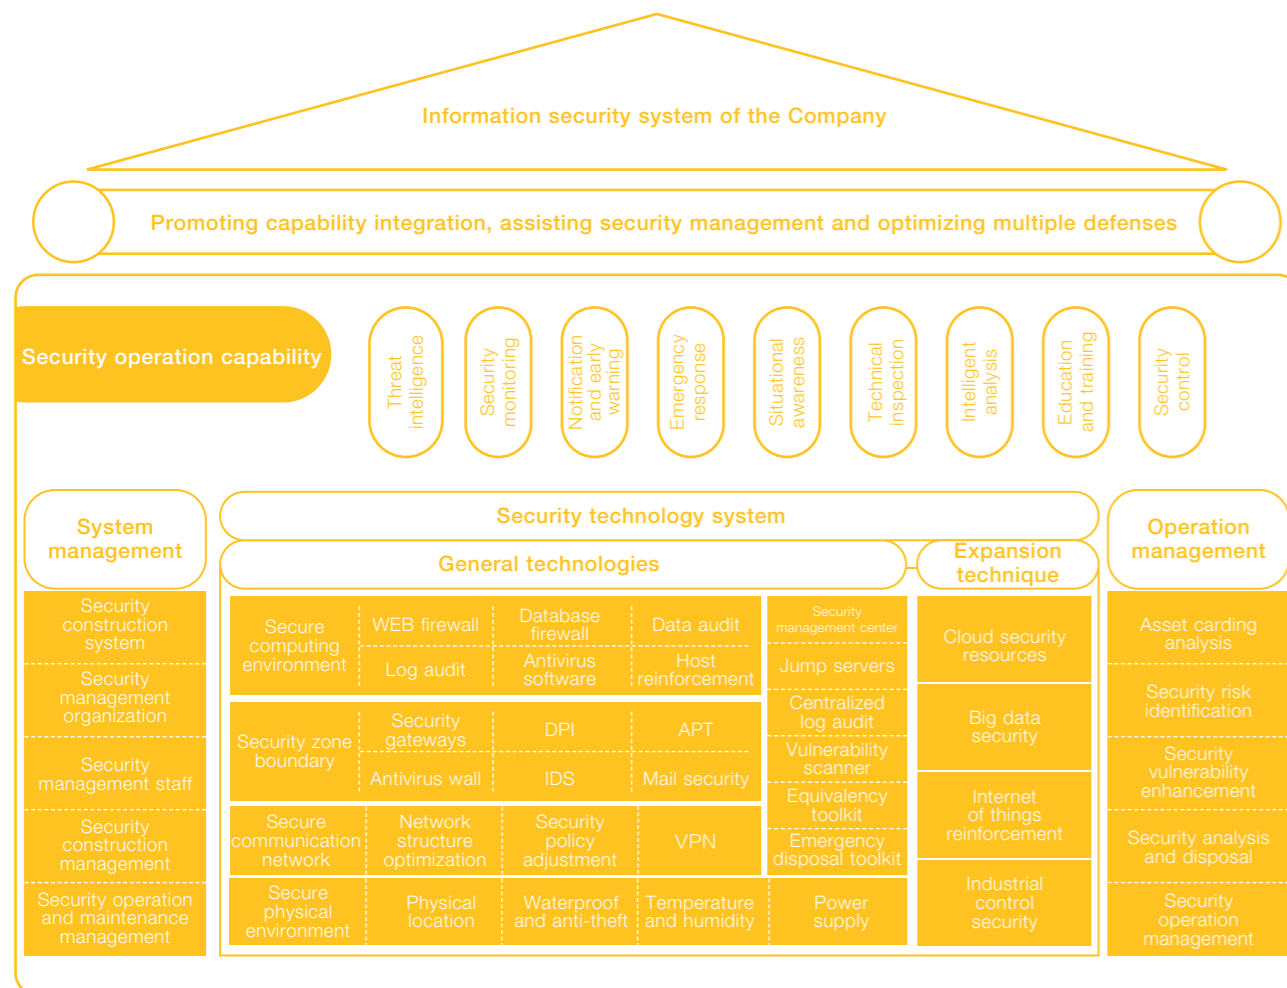 Information security system of the Company
Promoting capability integration, assisting security management and optimizing multiple defenses
Security operation capability
Threat
intelligence
Security
monitoring
Notification
and early
warning
Emergency
response
Situational
awareness
Technical
inspection
Intelligent
analysis
Education
and training
Security
control
System
management
Security
construction
system
Security
management
organization
Security
management staff
Security
construction
management
Security operation
and maintenance
management
Security technology system
General technologies
Secure
computing
environment
WEB firewall
Database
firewall
Data audit
Log audit
Antivirus
software
Host
reinforcement
Security zone
boundary
Security
gateways
DPI
APT
Antivirus wall
IDS
Mail security
Secure
communication
network
Network
structure
optimization
Security
policy
adjustment
VPN
Secure
physical
environment
Physical
location
Waterproof
and anti-theft
Temperature
and humidity
Power
supply
Security
management center
Jump servers
Centralized
log audit
Vulnerability
scanner
Equivalency
toolkit
Emergency
disposal toolkit
Expansion
technique
Cloud security
resources
Big data
security
Internet
of things
reinforcement
Industrial
control
security
Operation
management
Asset carding
analysis
Security risk
identification
Security
vulnerability
enhancement
Security analysis
and disposal
Security
operation
management